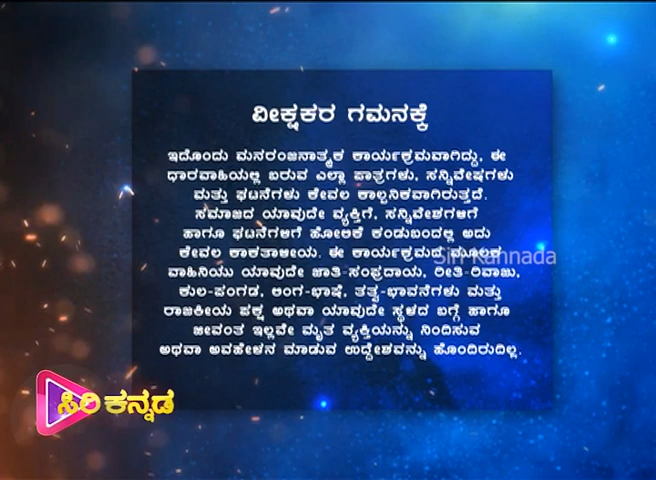 ವೀಕ್ಷಕರ ಗಮನಕ್ಕೆ
ಇದೊಂದು ಮನರಂಜನಾತ್ಮಕ ಕಾರ್ಯಕ್ರಮವಾಗಿದ್ದು, ಈ
ಧಾರವಾಹಿಯಲ್ಲಿ ಬರುವ ಎಲ್ಲಾ ಪಾತ್ರಗಳು, ಸನ್ನಿವೇಷಗಳು
ಮತ್ತು ಘಟನೆಗಳು ಕೇವಲ ಕಾಲ್ಪನಿಕವಾಗಿರುತ್ತದೆ.
ಸಮಾಜದ ಯಾವುದೇ ವ್ಯಕ್ತಿಗೆ, ಸನ್ನಿವೇಶಗಳಿಗೆ
ಹಾಗೂ ಘಟನೆಗಳಿಗೆ ಹೋಲಿಕೆ ಕಂಡುಬಂದಲ್ಲಿ ಅದು
ಕೇವಲ ಕಾಕತಾಳೀಯ. ಈ ಕಾರ್ಯಕ್ರಮದ ಮೂಲಕ
Siri Kannada
ವಾಹಿನಿಯು ಯಾವುದೇ ಜಾತಿ-ಸಂಪ್ರದಾಯ, ರೀತಿ-ರಿವಾಜು,
ಕುಲ-ಪಂಗಡ, ಲಿಂಗ-ಭಾಷೆ, ತತ್ವ-ಭಾವನೆಗಳು ಮತ್ತು
ರಾಜಕೀಯ ಪಕ್ಷ ಅಥವಾ ಯಾವುದೇ ಸ್ಥಳದ ಬಗ್ಗೆ ಹಾಗೂ
ಜೀವಂತ ಇಲ್ಲವೇ ಮೃತ ವ್ಯಕ್ತಿಯನ್ನು ನಿಂದಿಸುವ
ಅಥವಾ ಅವಹೇಳನ ಮಾಡುವ ಉದ್ದೇಶವನ್ನು ಹೊಂದಿರುದಿಲ್ಲ.
ಸಿರಿ ಕನ್ನಡ